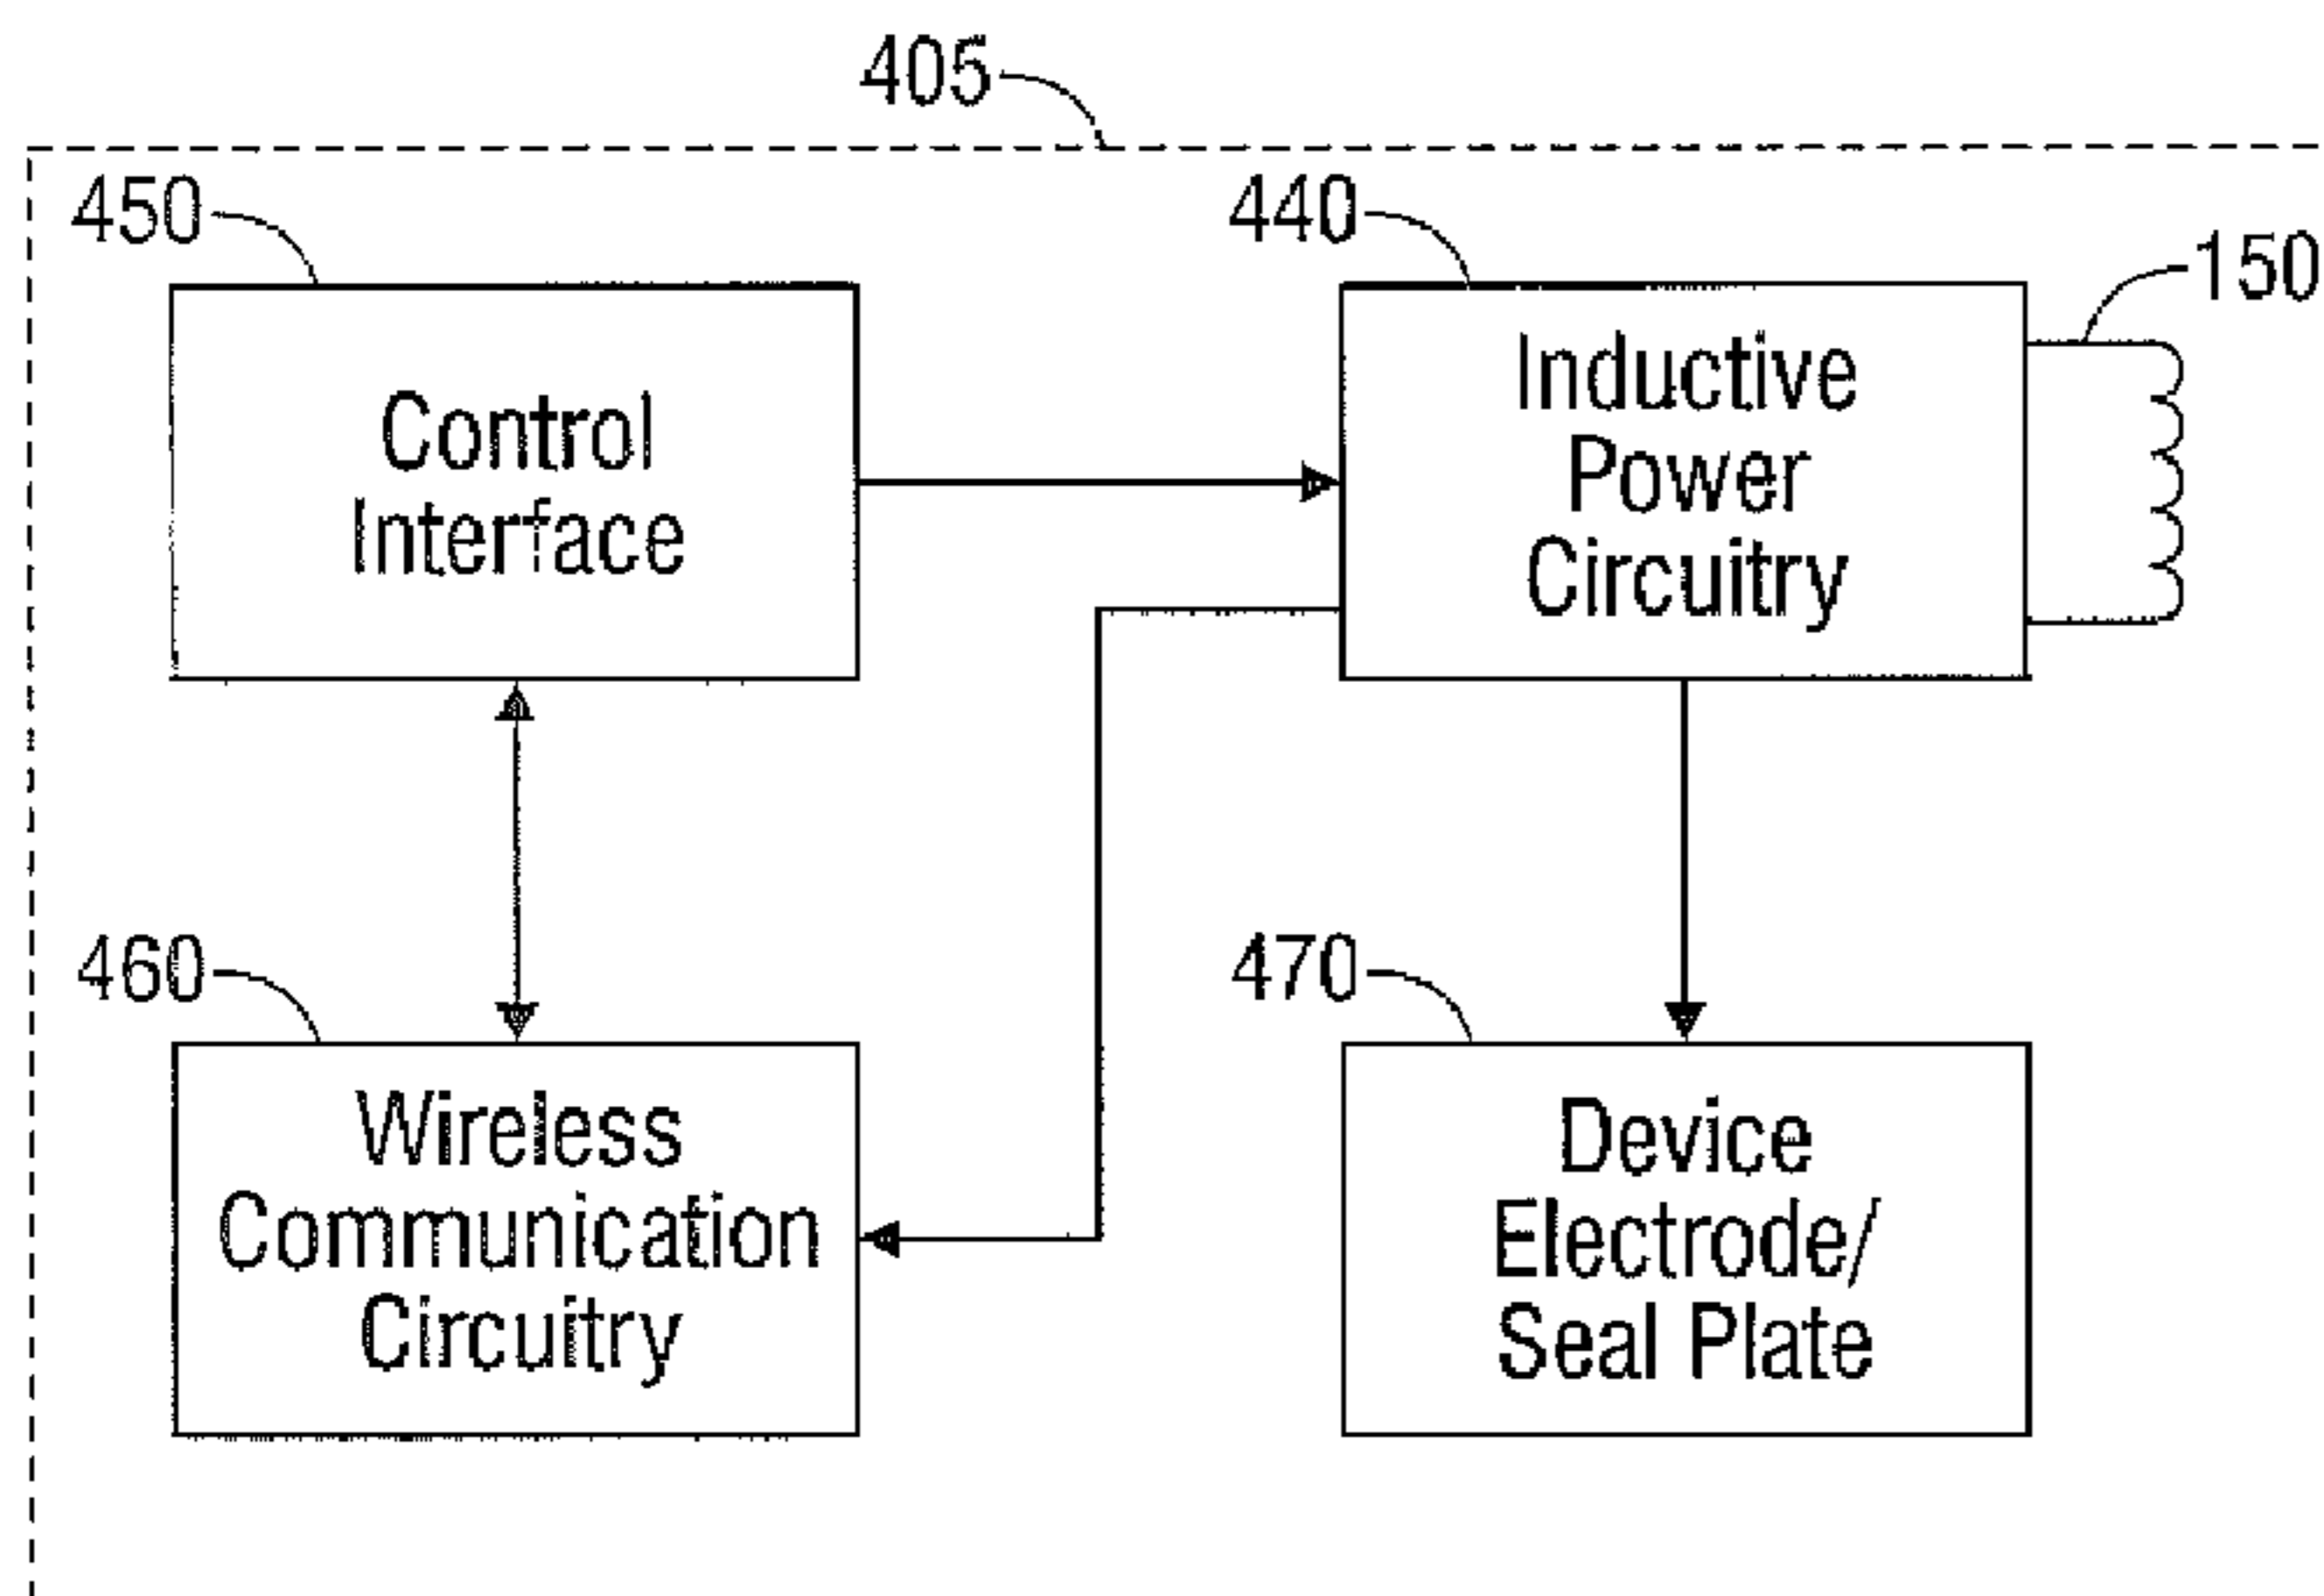 405
450
Control
Interface
440
Inductive
Power
Circuitry
150
460
Wireless
Communication
Circuitry
470
Device
Electrode/
Seal Plate